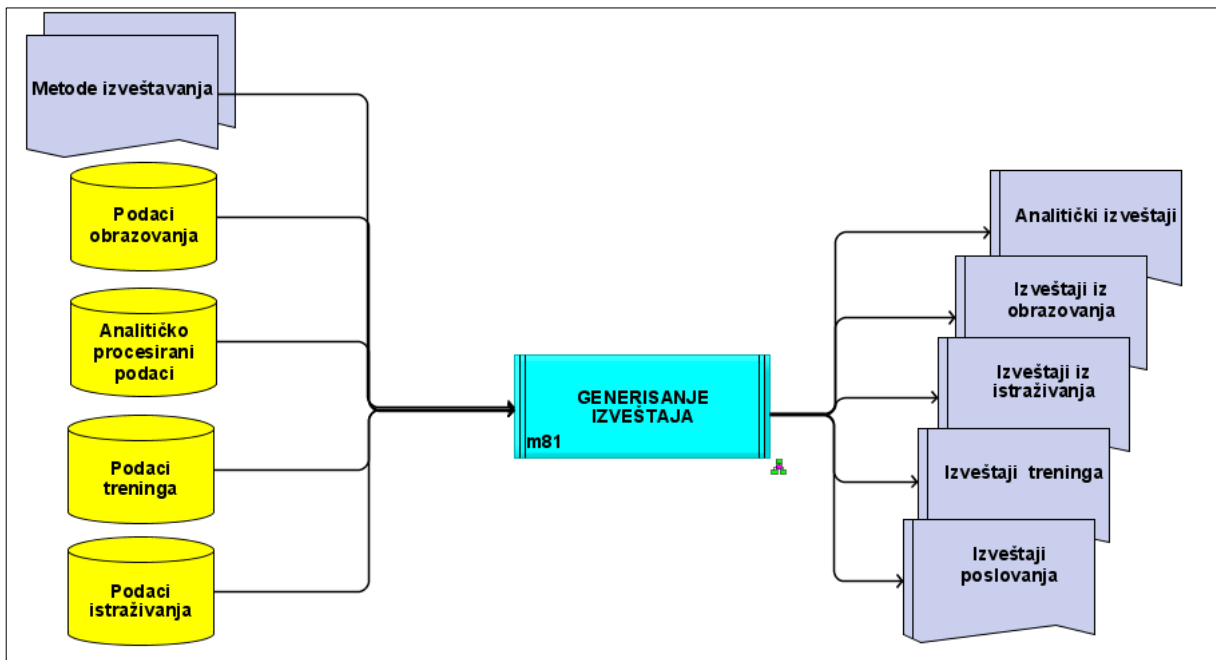 Metode izveštavanja
Podaci
obrazovanja
Analitičko
procesirani
podaci
Podaci
treninga
Podaci
istraživanja
GENERISANJE
IZVEŠTAJA
m81
Analitički izveštaji
Izveštaji iz
obrazovanja
Izveštaji iz
istraživanja
Izveštaji treninga
Izveštaji
poslovanja